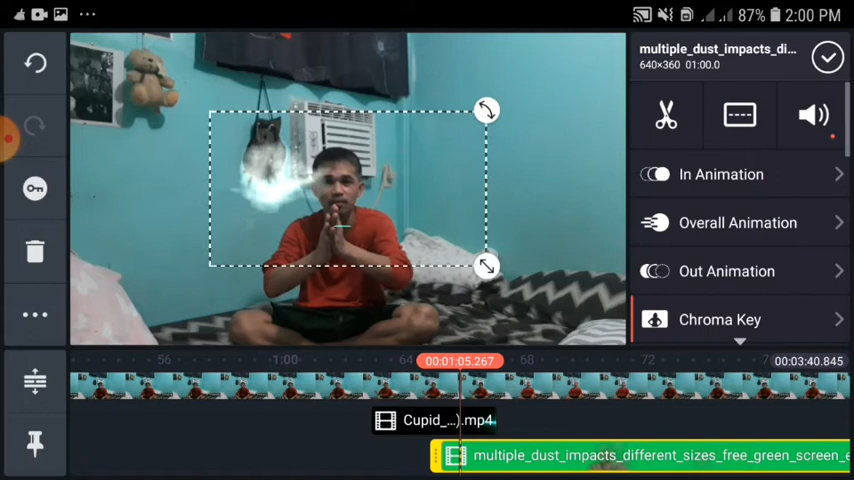 87% 2:00 PM
multiple_dust_impacts_di...
640×360 01:00.0
In Animation
Overall Animation
Out Animation
Chroma Key
56
1:00
64
00:01:05.267
68
72
00:03:40.845
Cupid_...).mp4
multiple_dust_impacts_different_sizes_free_green_screen_e